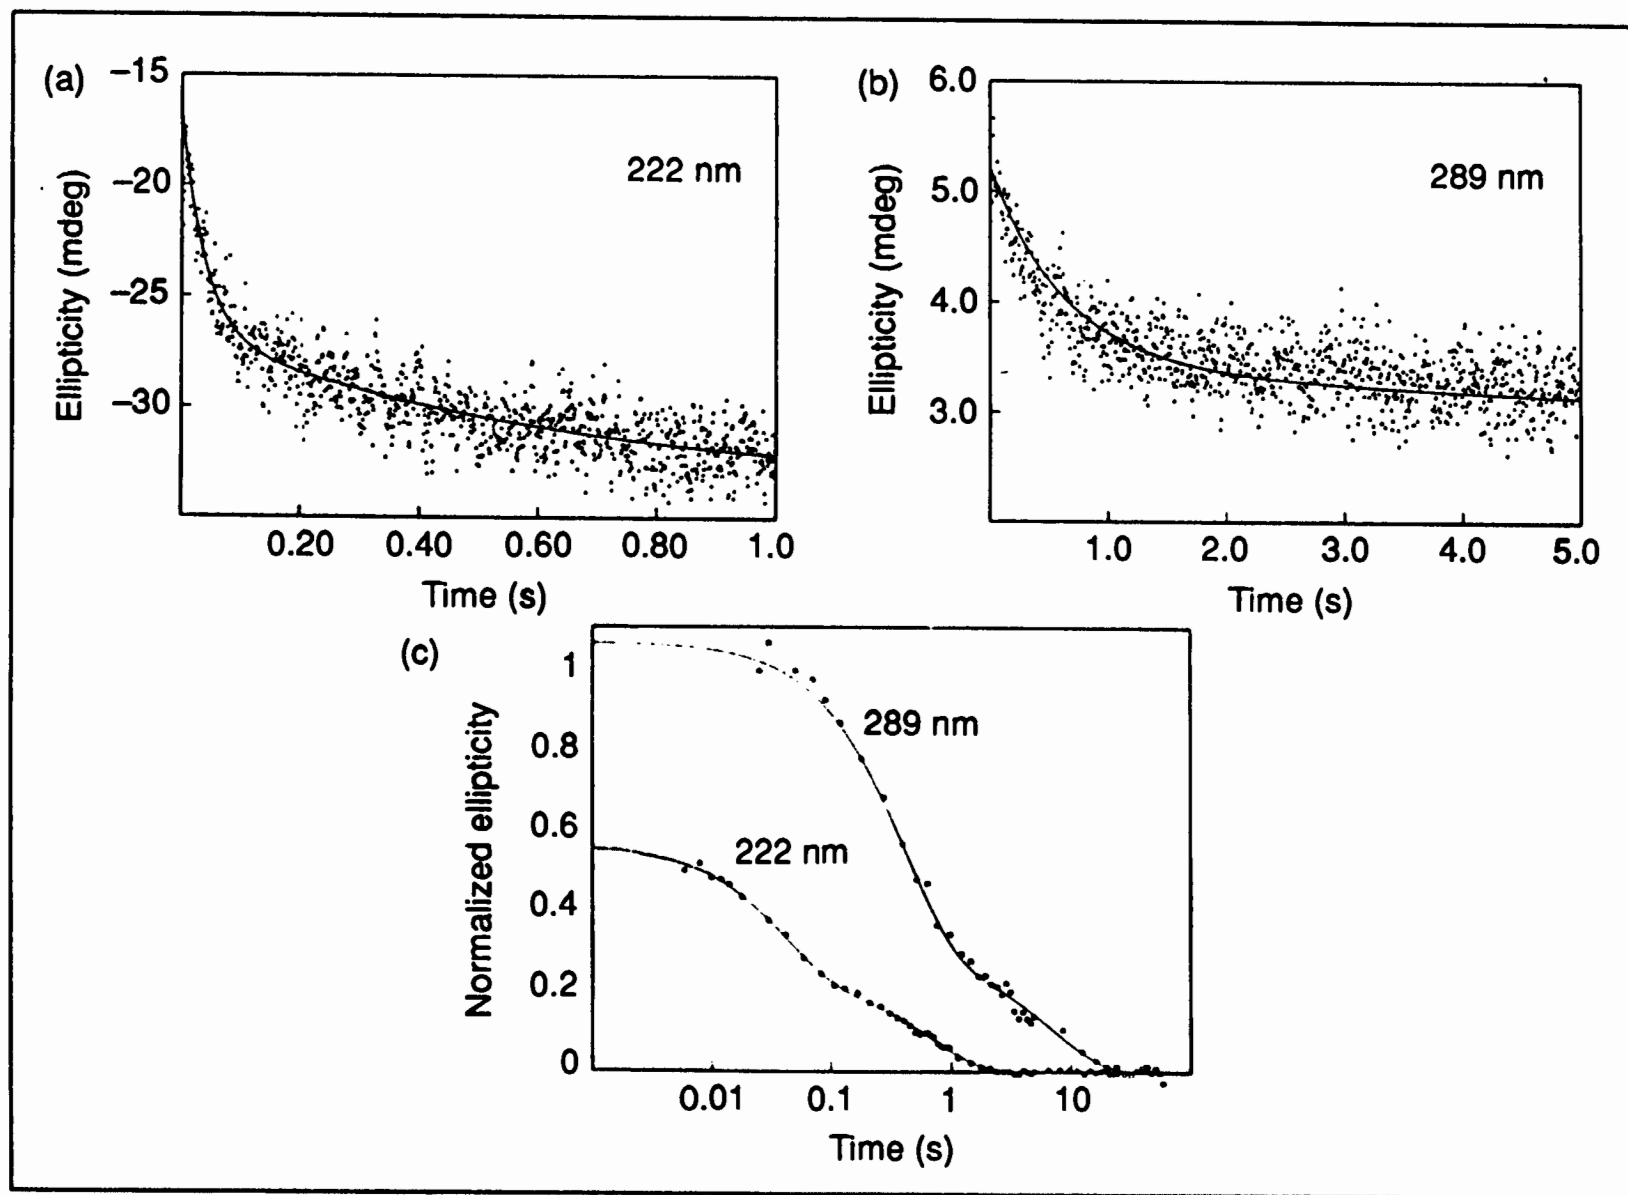 (a)
−15
−20
−25
−30
Ellipticity (mdeg)
222 nm
0.20 0.40 0.60 0.80 1.0
Time (s)
(b)
6.0
5.0
4.0
3.0
Ellipticity (mdeg)
289 nm
1.0 2.0 3.0 4.0 5.0
Time (s)
(c)
1
0.8
0.6
0.4
0.2
0
Normalized ellipticity
289 nm
222 nm
0.01 0.1 1 10
Time (s)